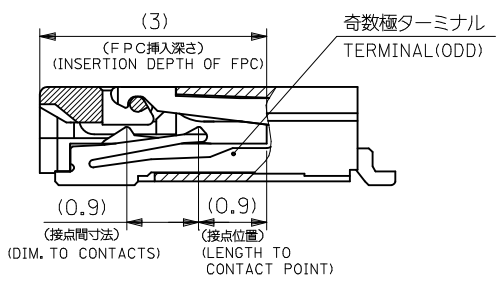 (3)
(FPC挿入深さ)
(INSERTION DEPTH OF FPC)
奇数極ターミナル
TERMINAL(ODD)
(0.9)
(接点間寸法)
(DIM. TO CONTACTS)
(0.9)
(接点位置)
(LENGTH TO
CONTACT POINT)